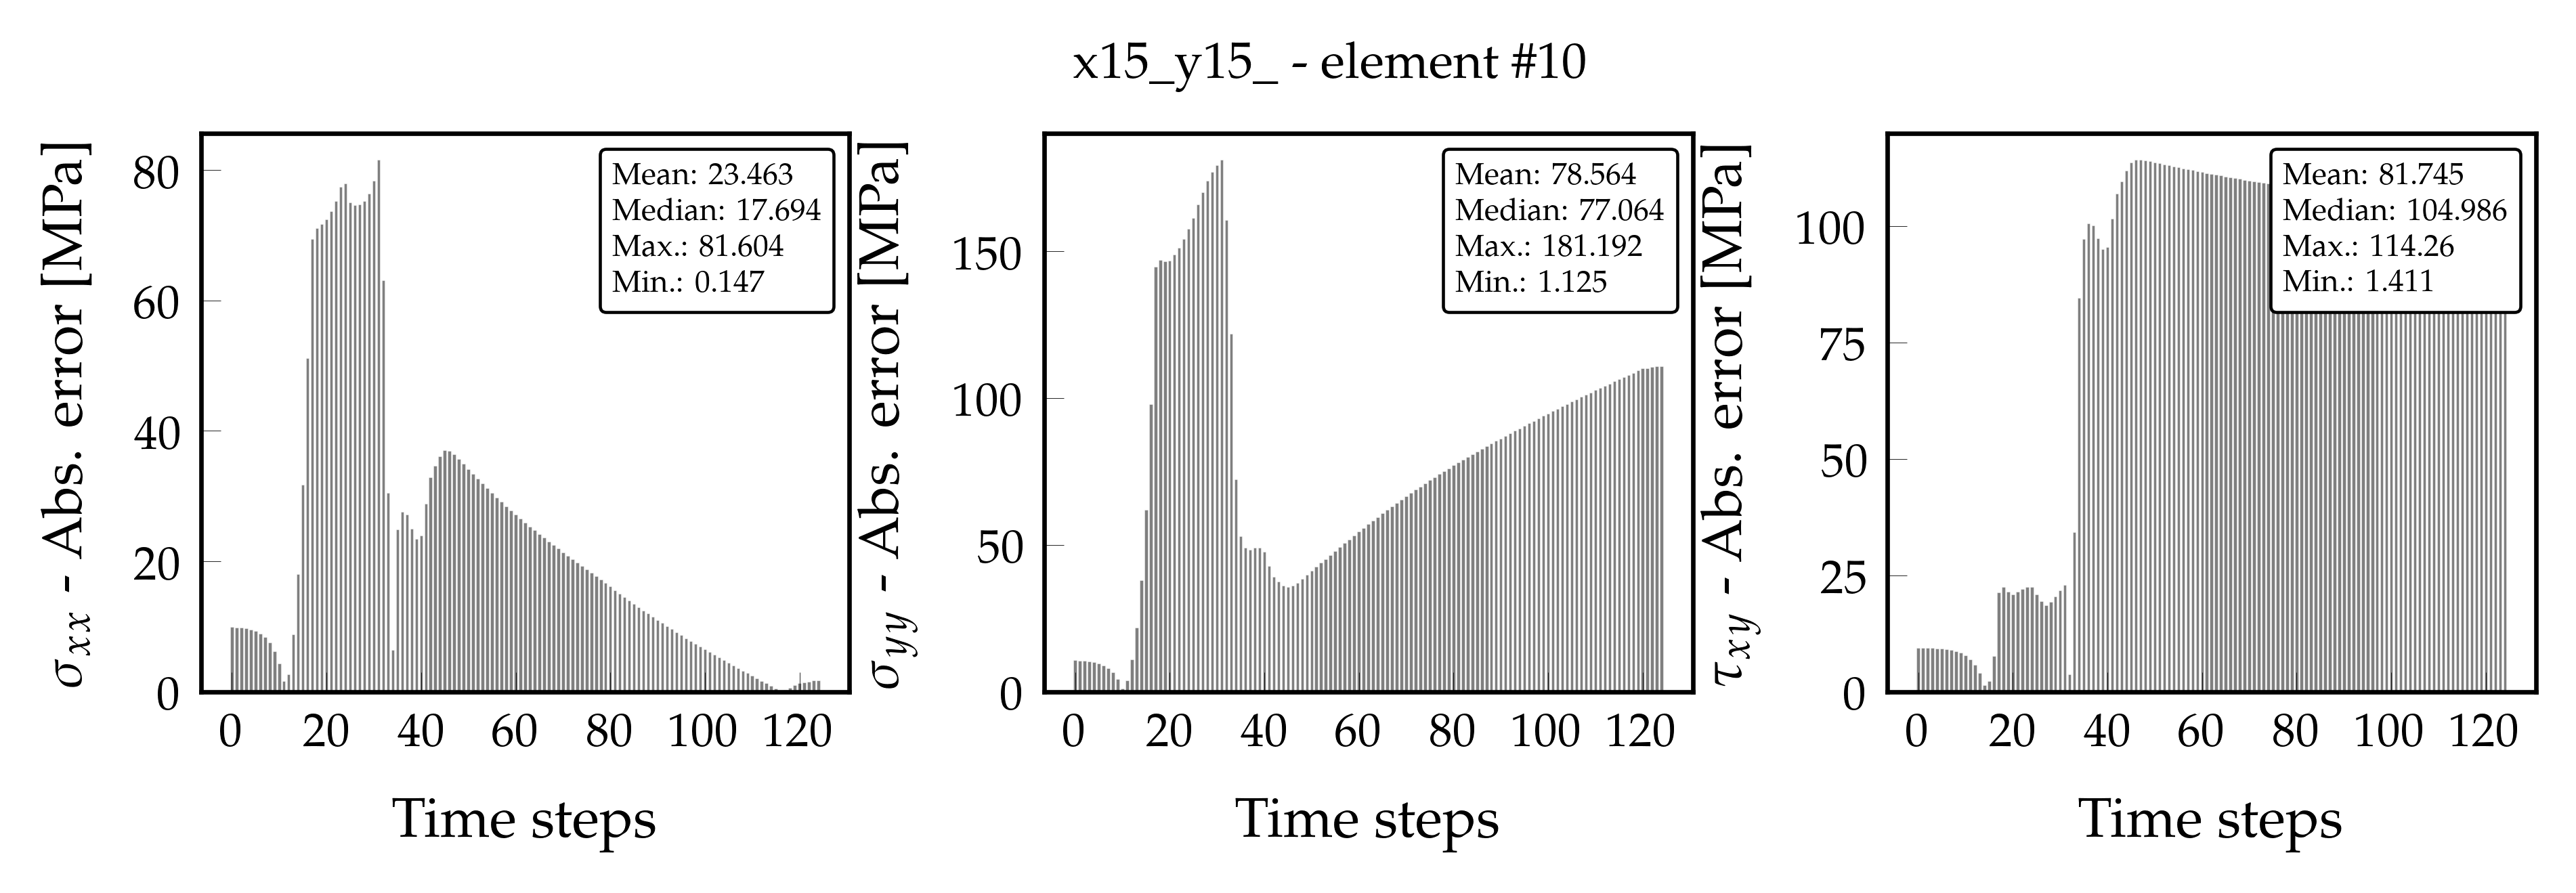 x15_y15_ - element #10
σxx - Abs. error [MPa]
80
60
40
20
0
0 20 40 60 80 100 120
Time steps
Mean: 23.463
Median: 17.694
Max.: 81.604
Min.: 0.147
σyy - Abs. error [MPa]
150
100
50
0
0 20 40 60 80 100 120
Time steps
Mean: 78.564
Median: 77.064
Max.: 181.192
Min.: 1.125
τxy - Abs. error [MPa]
100
75
50
25
0
0 20 40 60 80 100 120
Time steps
Mean: 81.745
Median: 104.986
Max.: 114.26
Min.: 1.411